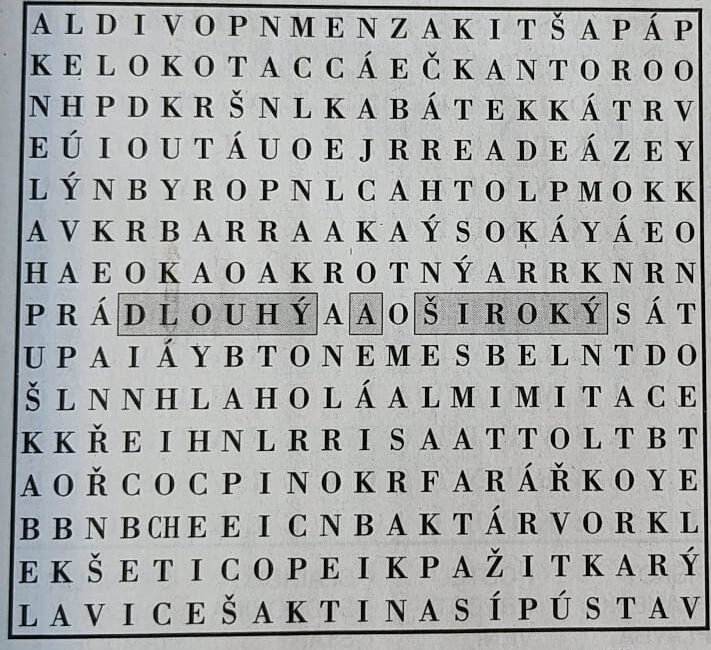 A L D I V O P N M E N Z A K I T Š A P Á P
K E L O K O T A C C Á E Č K A N T O R O O
N H P D K R Š N L K A B Á T E K K Á T R V
E Ú I O U T Á U O E J R R E A D E Á Z E Y
L Ý N B Y R O P N L C A H T O L P M O K K
A V K R B A R R A A K A Ý S O K Á Y Á E O
H A E O K A O A K R O T N Ý A R R K N R N
P R Á D L O U H Ý A A O Š I R O K Ý S Á T
U P A I Á Y B T O N E M E S B E L N T D O
Š L N N H L A H O L Á A L M I M I T A C E
K K Ř E I H N L R R I S A A T T O L T B T
A O Ř C O C P I N O K R F A R Á Ř K O Y E
B B N B CH E E I C N B A K T Á R V O R K L
E K Š E T I C O P E I K P A Ž I T K A R Ý
L A V I C E Š A K T I N A S Í P Ú S T A V